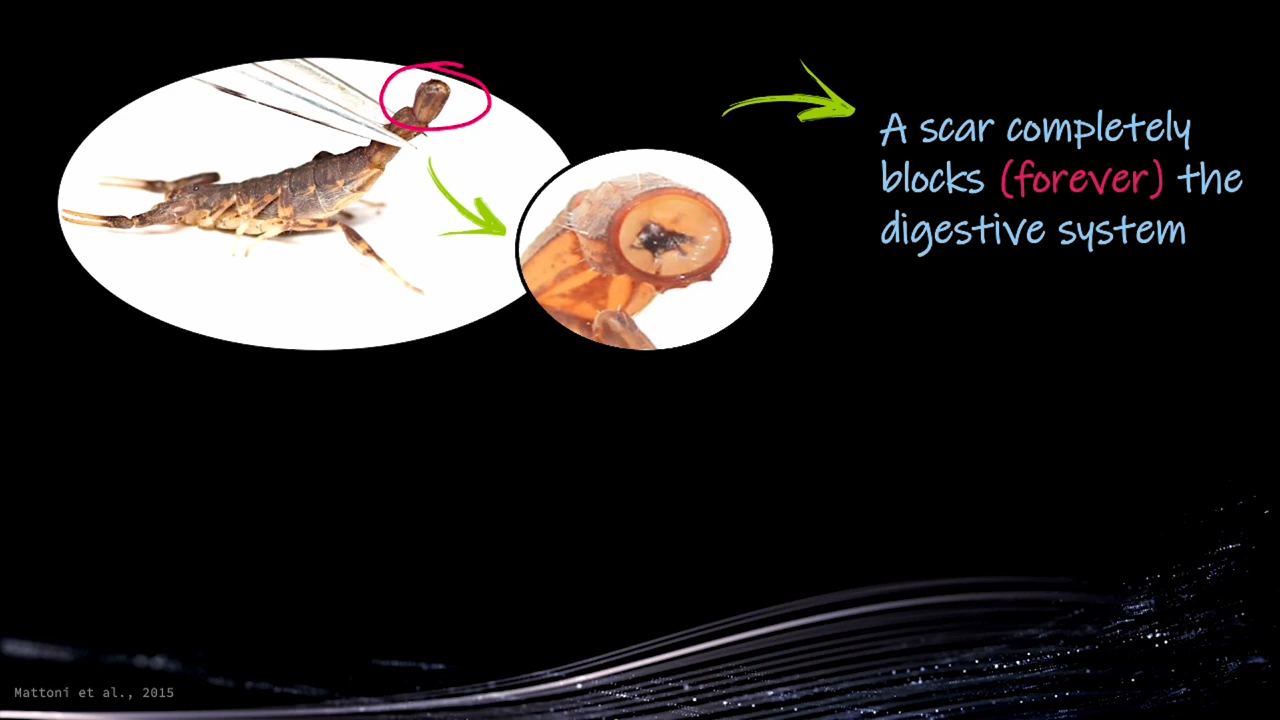 A scar completely
blocks (forever) the
digestive system
Mattoni et al., 2015